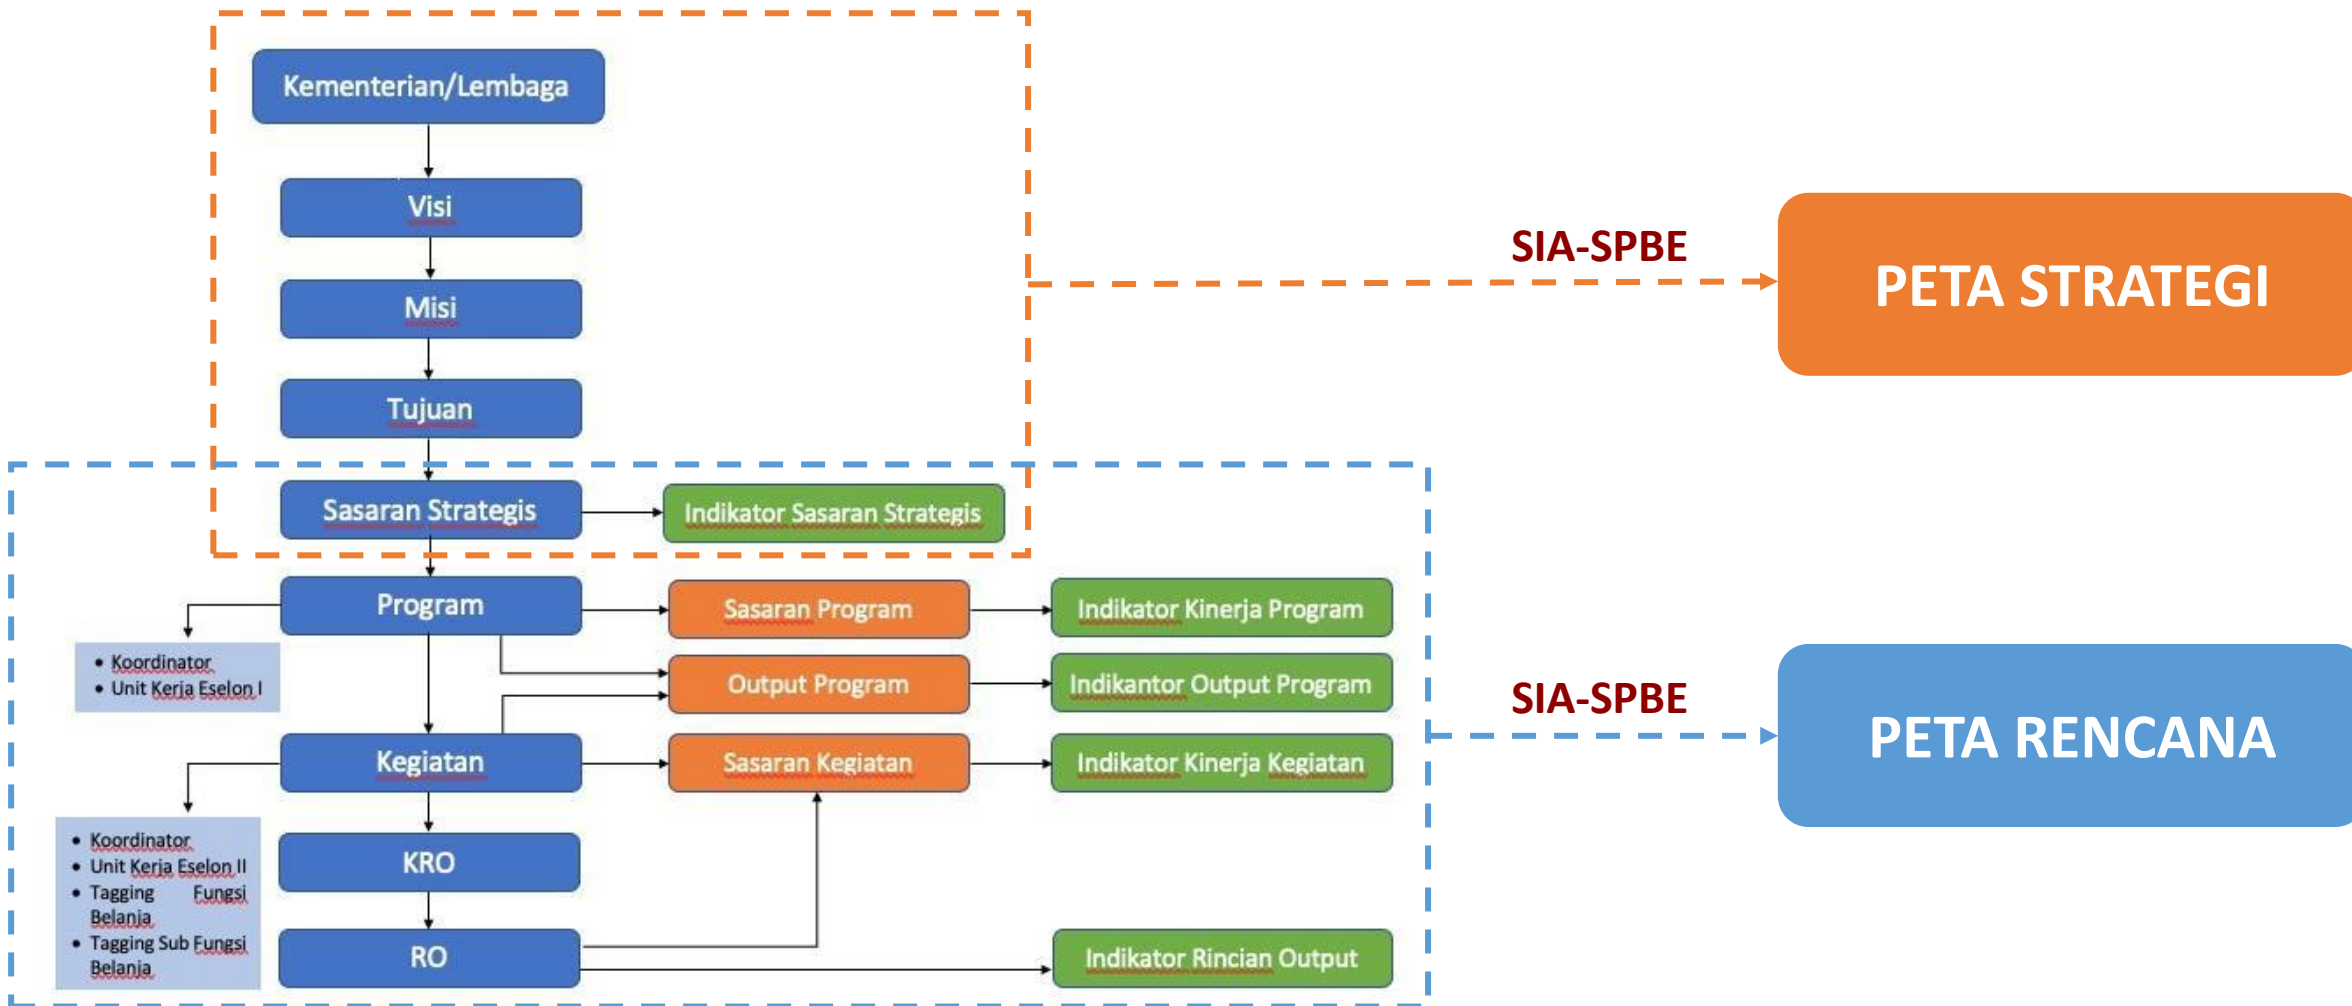 Kementerian/Lembaga
Visi
Misi
Tujuan
Sasaran Strategis
Indikator Sasaran Strategis
SIA-SPBE
PETA STRATEGI
Program
Sasaran Program
Indikator Kinerja Program
• Koordinator
• Unit Kerja Eselon I
Output Program
Indikantor Output Program
Kegiatan
Sasaran Kegiatan
Indikator Kinerja Kegiatan
SIA-SPBE
PETA RENCANA
• Koordinator
• Unit Kerja Eselon II
• Tagging Fungsi
Belanja
• Tagging Sub Fungsi
Belanja
KRO
RO
Indikator Rincian Output